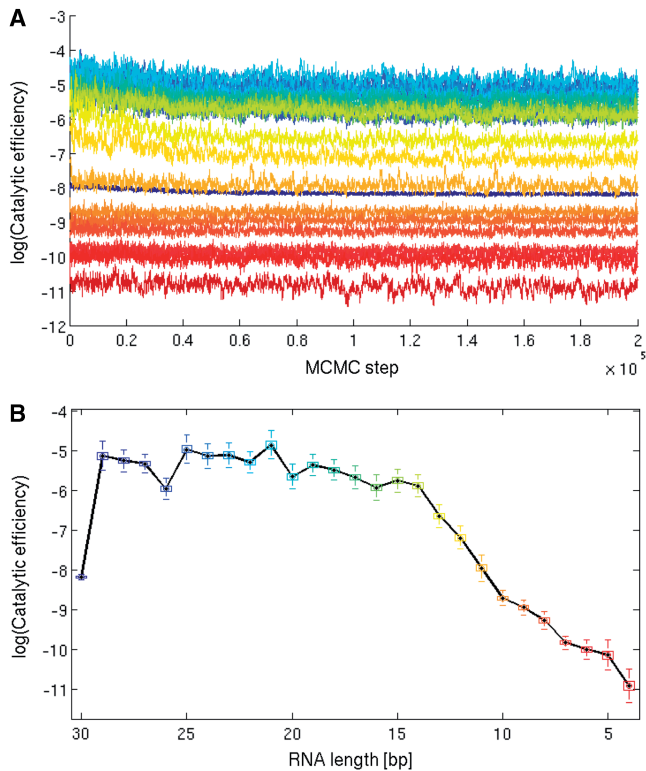 A
log(Catalytic efficiency)
-3
-4
-5
-6
-7
-8
-9
-10
-11
-12
0 0.2 0.4 0.6 0.8 1 1.2 1.4 1.6 1.8 2
MCMC step
× 10 5
B
log(Catalytic efficiency)
-4
-5
-6
-7
-8
-9
-10
-11
30 25 20 15 10 5
RNA length [bp]